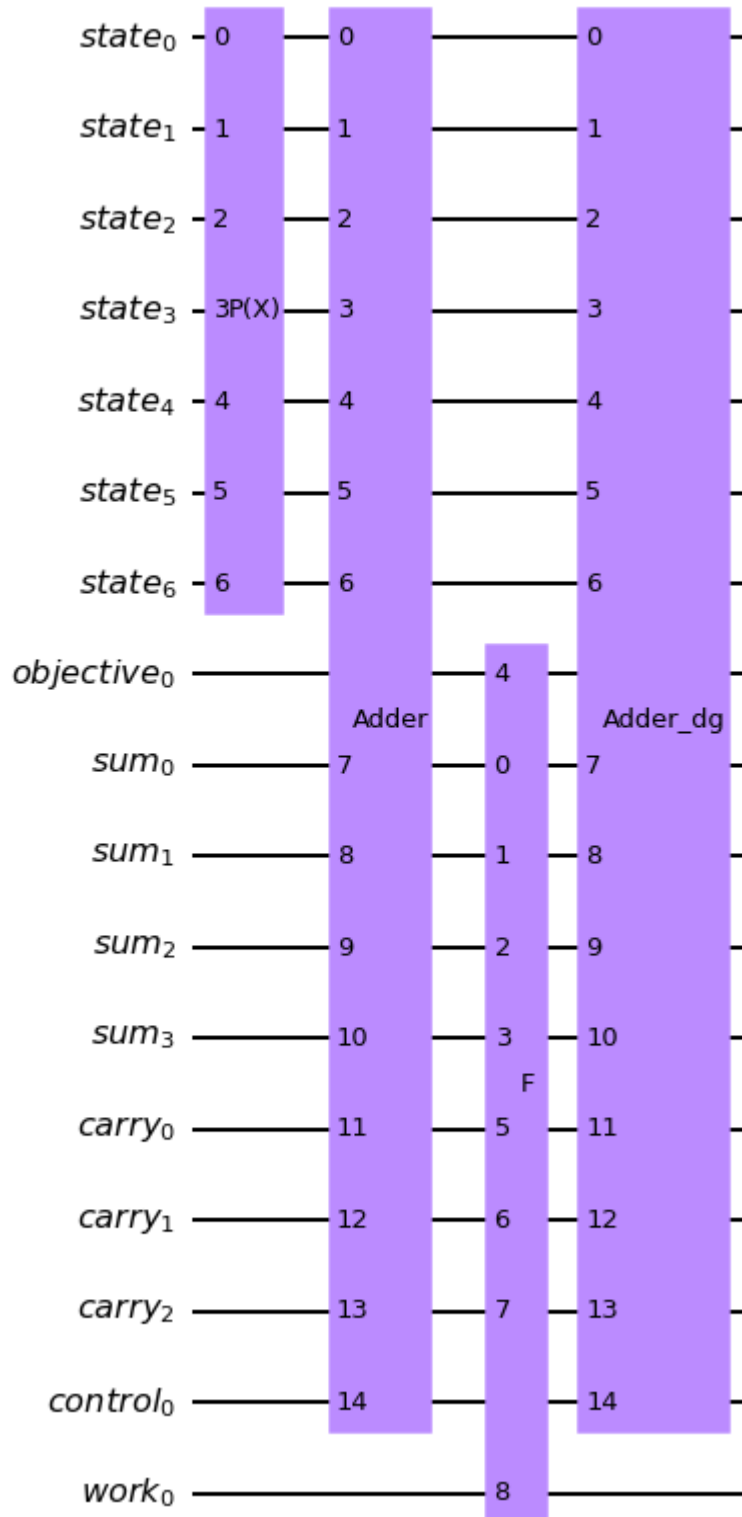 state₀ 0 0 0
state₁ 1 1 1
state₂ 2 2 2
state₃ 3P(X) 3 3
state₄ 4 4 4
state₅ 5 5 5
state₆ 6 6 6
objective₀ 4
Adder Adder_dg
sum₀ 7 0 7
sum₁ 8 1 8
sum₂ 9 2 9
sum₃ 10 3 10
F
carry₀ 11 5 11
carry₁ 12 6 12
carry₂ 13 7 13
control₀ 14 14
work₀ 8